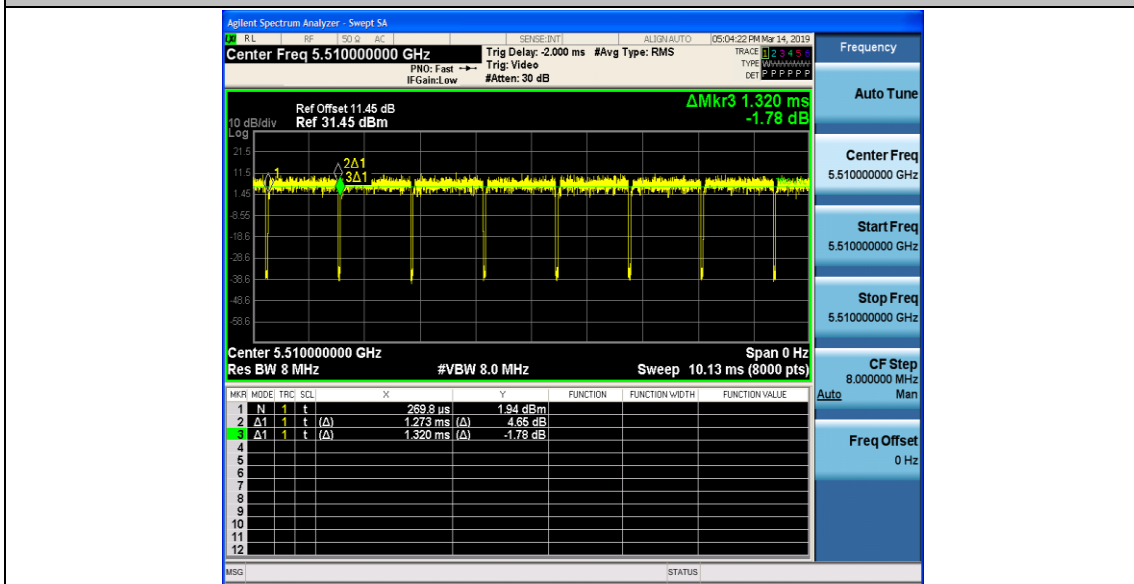 Agilent Spectrum Analyzer - Swept SA
RL RF 50 Ω AC SENSE:INT ALIGN AUTO 05:04:22 PM Mar 14, 2019
Center Freq 5.510000000 GHz
PNO: Fast
IFGain:Low
Trig Delay: -2.000 ms #Avg Type: RMS
Trig: Video
#Atten: 30 dB
TRACE 1 2 3 4 5 6
TYPE
DET P P P P P P
Frequency
Auto Tune
Center Freq
5.510000000 GHz
Start Freq
5.510000000 GHz
Stop Freq
5.510000000 GHz
CF Step
8.000000 MHz
Auto Man
Freq Offset
0 Hz
ΔMkr3 1.320 ms
-1.78 dB
Ref Offset 11.45 dB
10 dB/div Ref 31.45 dBm
Log
21.5
11.5
1.45
-8.55
-18.6
-28.6
-38.6
-48.6
-58.6
1
2Δ1
3Δ1
Center 5.510000000 GHz Span 0 Hz
Res BW 8 MHz #VBW 8.0 MHz Sweep 10.13 ms (8000 pts)
MKR MODE TRC SCL X Y FUNCTION FUNCTION WIDTH FUNCTION VALUE
1 N 1 t 269.8 us 1.94 dBm
2 Δ1 1 t (Δ) 1.273 ms (Δ) 4.65 dB
3 Δ1 1 t (Δ) 1.320 ms (Δ) -1.78 dB
4
5
6
7
8
9
10
11
12
MSG STATUS